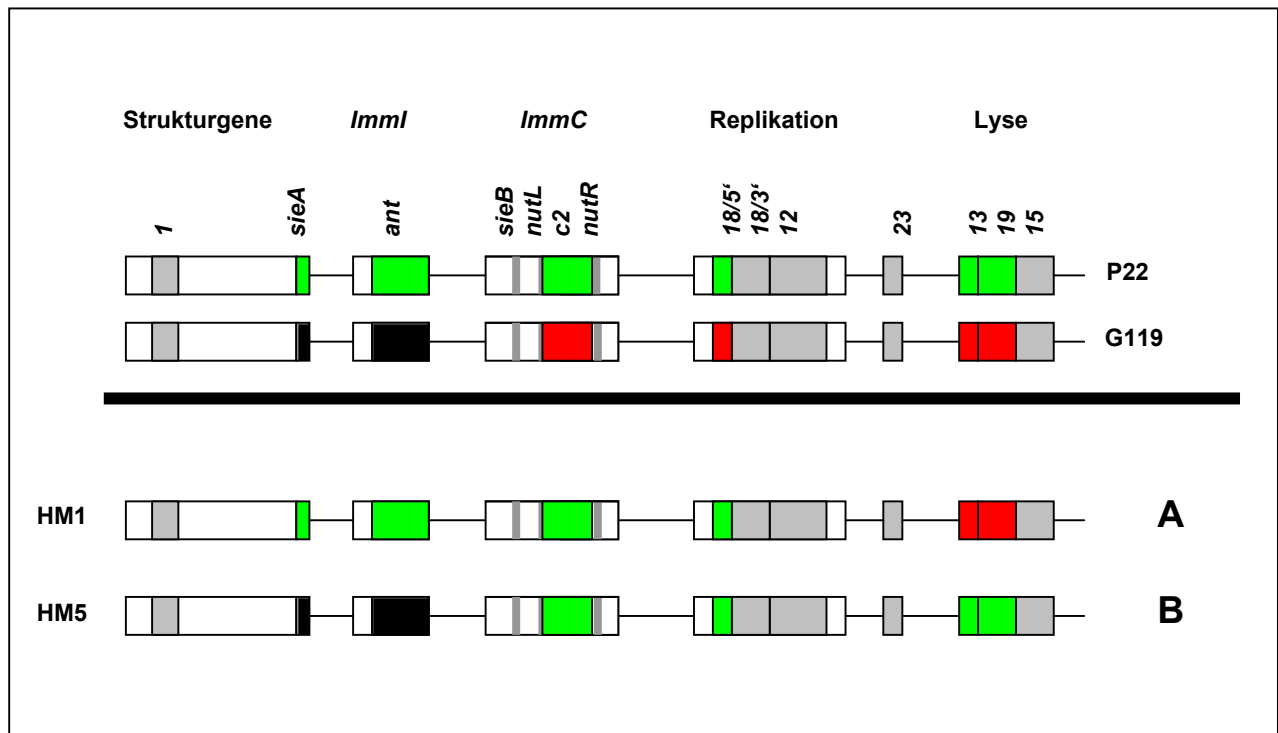 Strukturgene ImmI ImmC Replikation Lyse
1 sieA ant sieB nutL c2 nutR 18/5‘ 18/3‘ 12 23 13 19 15
P22
G119
HM1 A
HM5 B